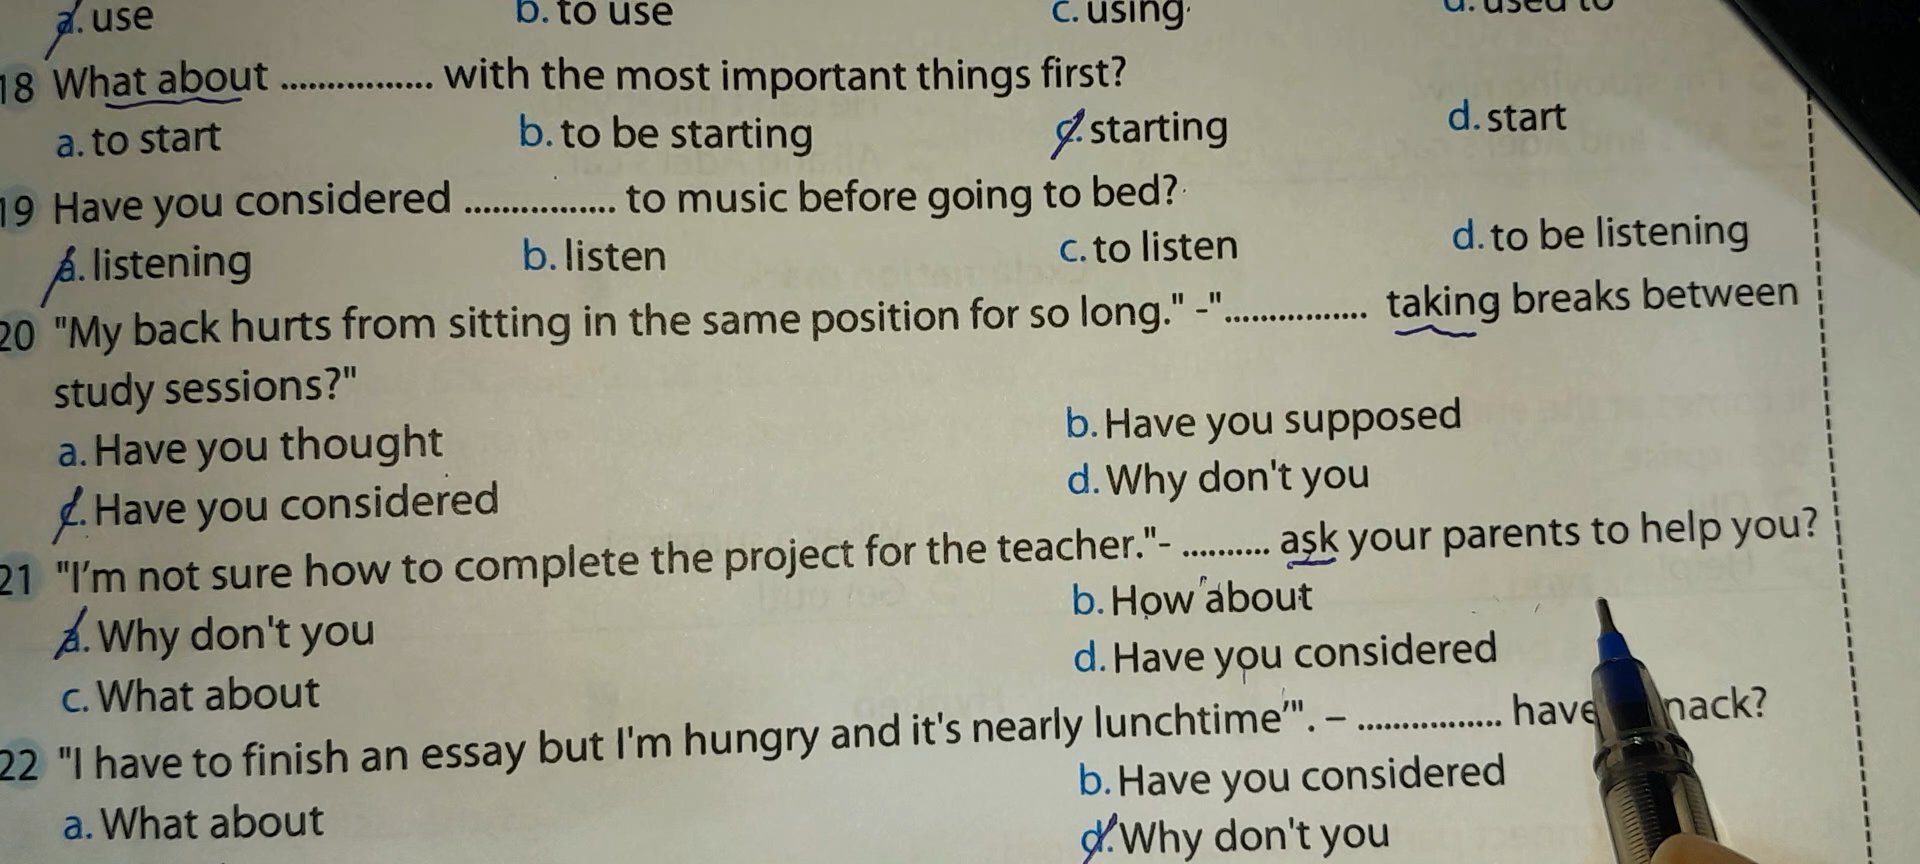 a. use b. to use c. using d. used to
18 What about ................ with the most important things first?
a. to start b. to be starting c. starting d. start
19 Have you considered ................ to music before going to bed?
a. listening b. listen c. to listen d. to be listening
20 "My back hurts from sitting in the same position for so long." -"................ taking breaks between
study sessions?"
a. Have you thought b. Have you supposed
c. Have you considered d. Why don't you
21 "I'm not sure how to complete the project for the teacher."- .......... ask your parents to help you?
a. Why don't you b. How about
c. What about d. Have you considered
22 "I have to finish an essay but I'm hungry and it's nearly lunchtime'". – ................ have
a. What about b. Have you considered
d. Why don't you